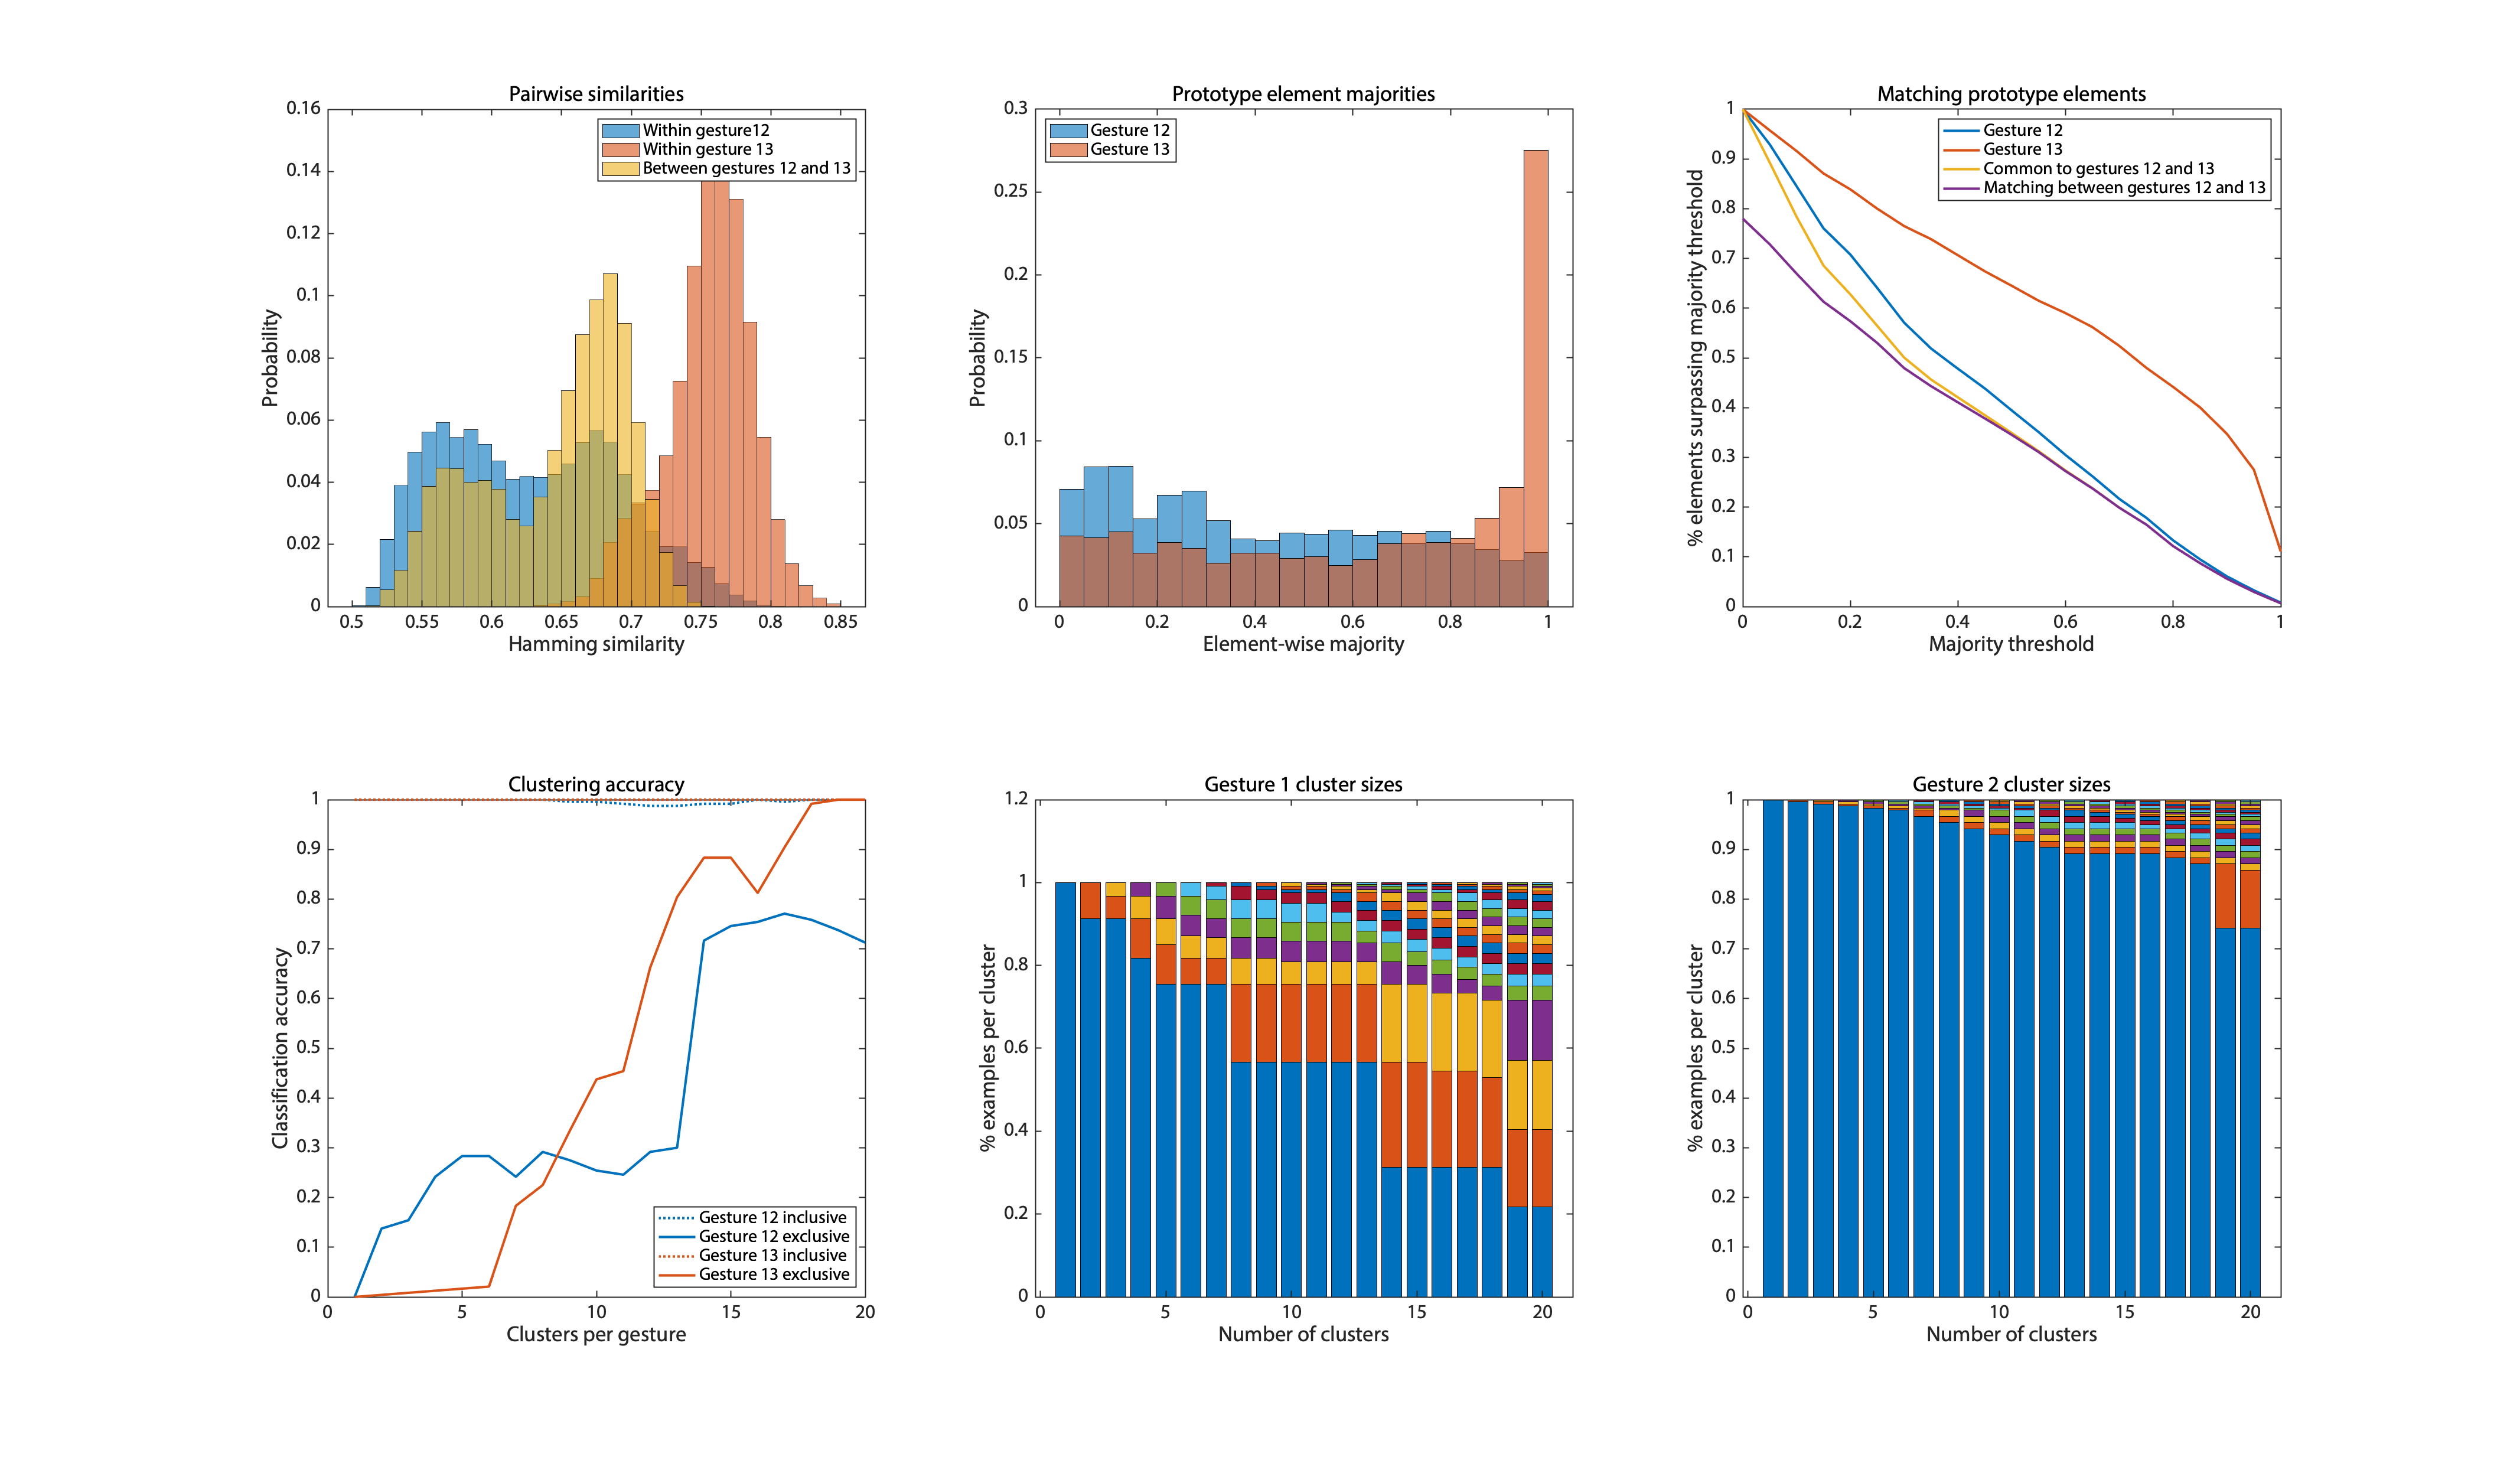 Pairwise similarities
0.16
0.14
0.12
0.1
0.08
0.06
0.04
0.02
0
Probability
Within gesture12
Within gesture 13
Between gestures 12 and 13
0.5 0.55 0.6 0.65 0.7 0.75 0.8 0.85
Hamming similarity
Prototype element majorities
0.3
0.25
0.2
0.15
0.1
0.05
0
Probability
Gesture 12
Gesture 13
0 0.2 0.4 0.6 0.8 1
Element-wise majority
Matching prototype elements
1
0.9
0.8
0.7
0.6
0.5
0.4
0.3
0.2
0.1
0
% elements surpassing majority threshold
Gesture 12
Gesture 13
Common to gestures 12 and 13
Matching between gestures 12 and 13
0 0.2 0.4 0.6 0.8 1
Majority threshold
Clustering accuracy
1
0.9
0.8
0.7
0.6
0.5
0.4
0.3
0.2
0.1
0
Classification accuracy
Gesture 12 inclusive
Gesture 12 exclusive
Gesture 13 inclusive
Gesture 13 exclusive
0 5 10 15 20
Clusters per gesture
Gesture 1 cluster sizes
1.2
1
0.8
0.6
0.4
0.2
0
% examples per cluster
0 5 10 15 20
Number of clusters
Gesture 2 cluster sizes
1
0.9
0.8
0.7
0.6
0.5
0.4
0.3
0.2
0.1
0
% examples per cluster
0 5 10 15 20
Number of clusters